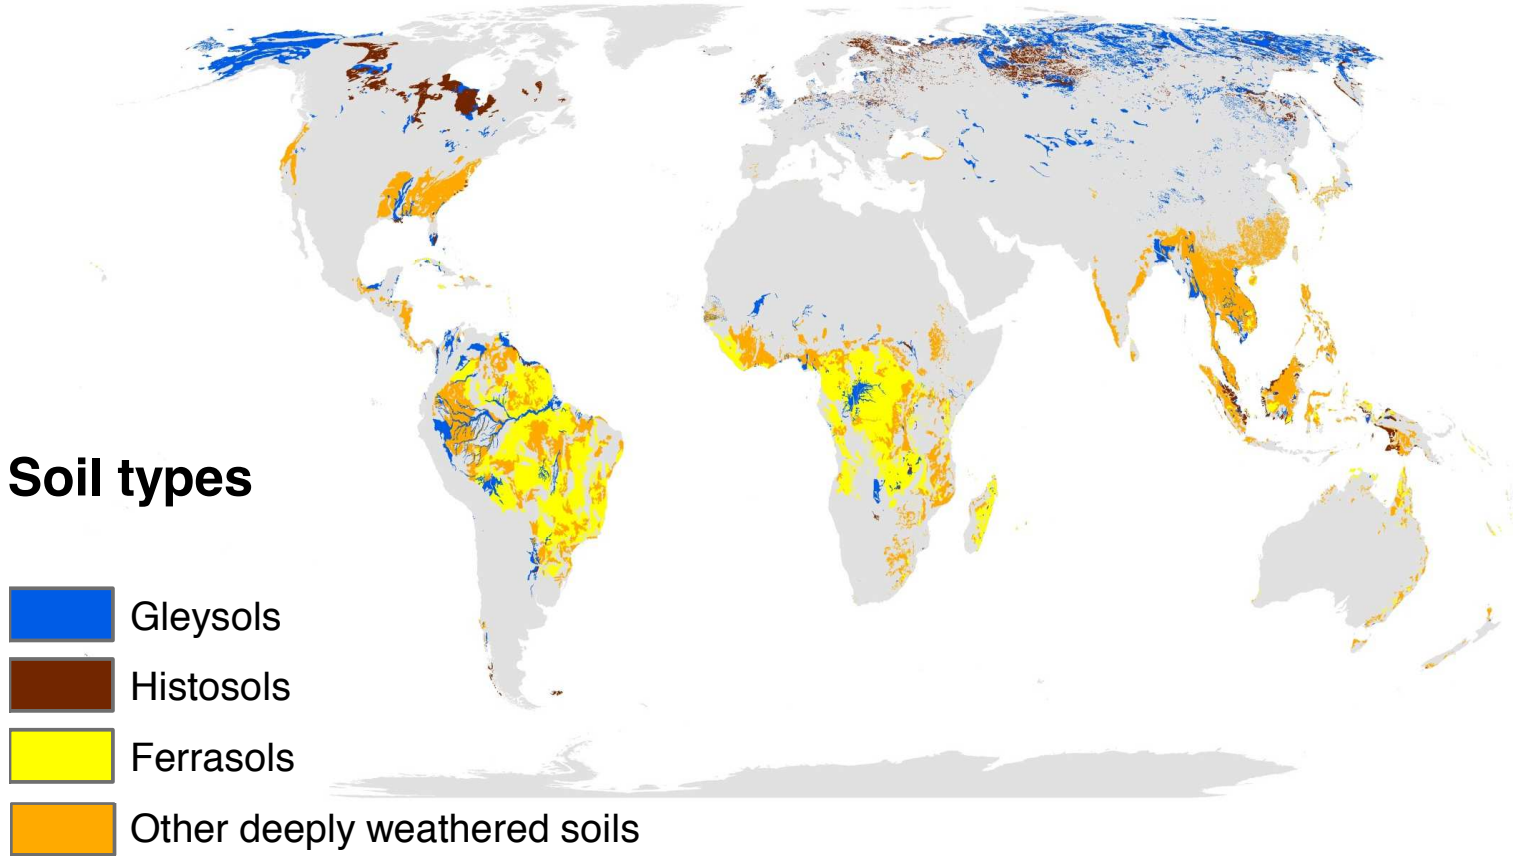 Soil types
Gleysols
Histosols
Ferrasols
Other deeply weathered soils